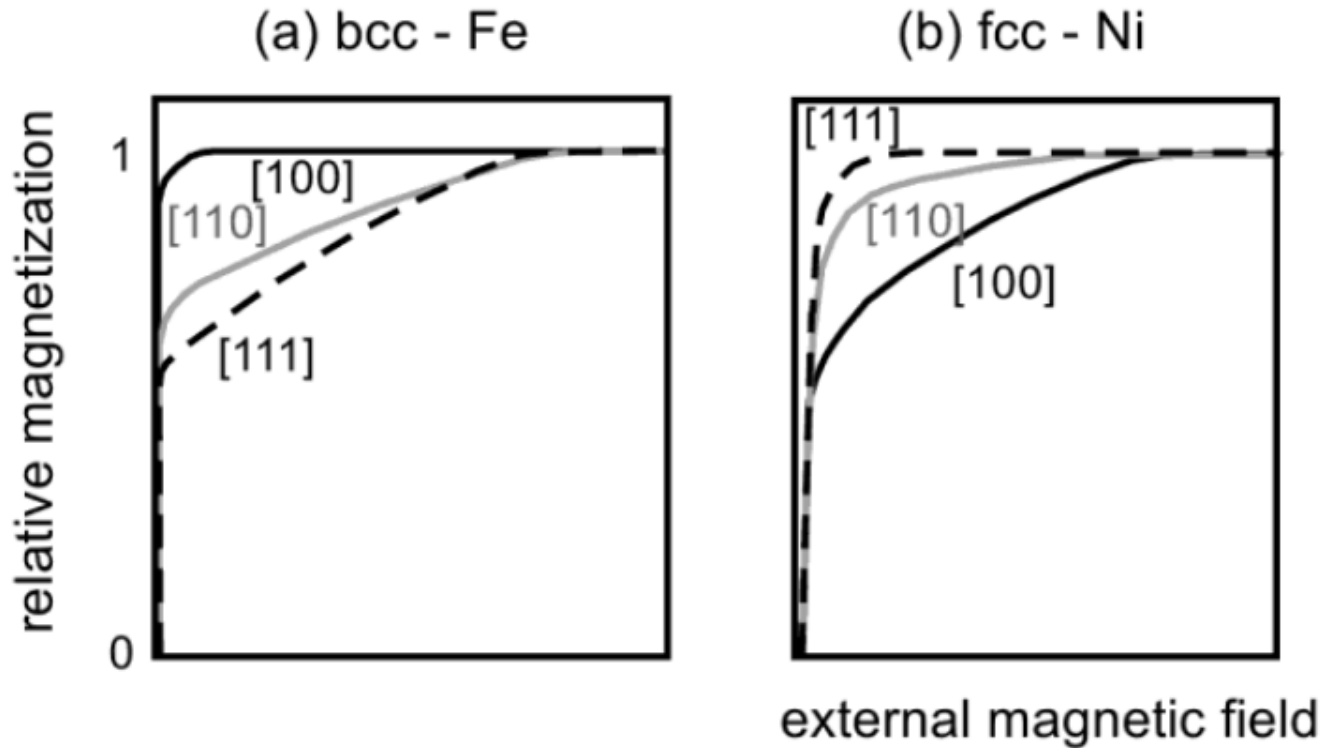 (a) bcc - Fe
(b) fcc - Ni
relative magnetization
1
0
[100]
[110]
[111]
[111]
[110]
[100]
external magnetic field